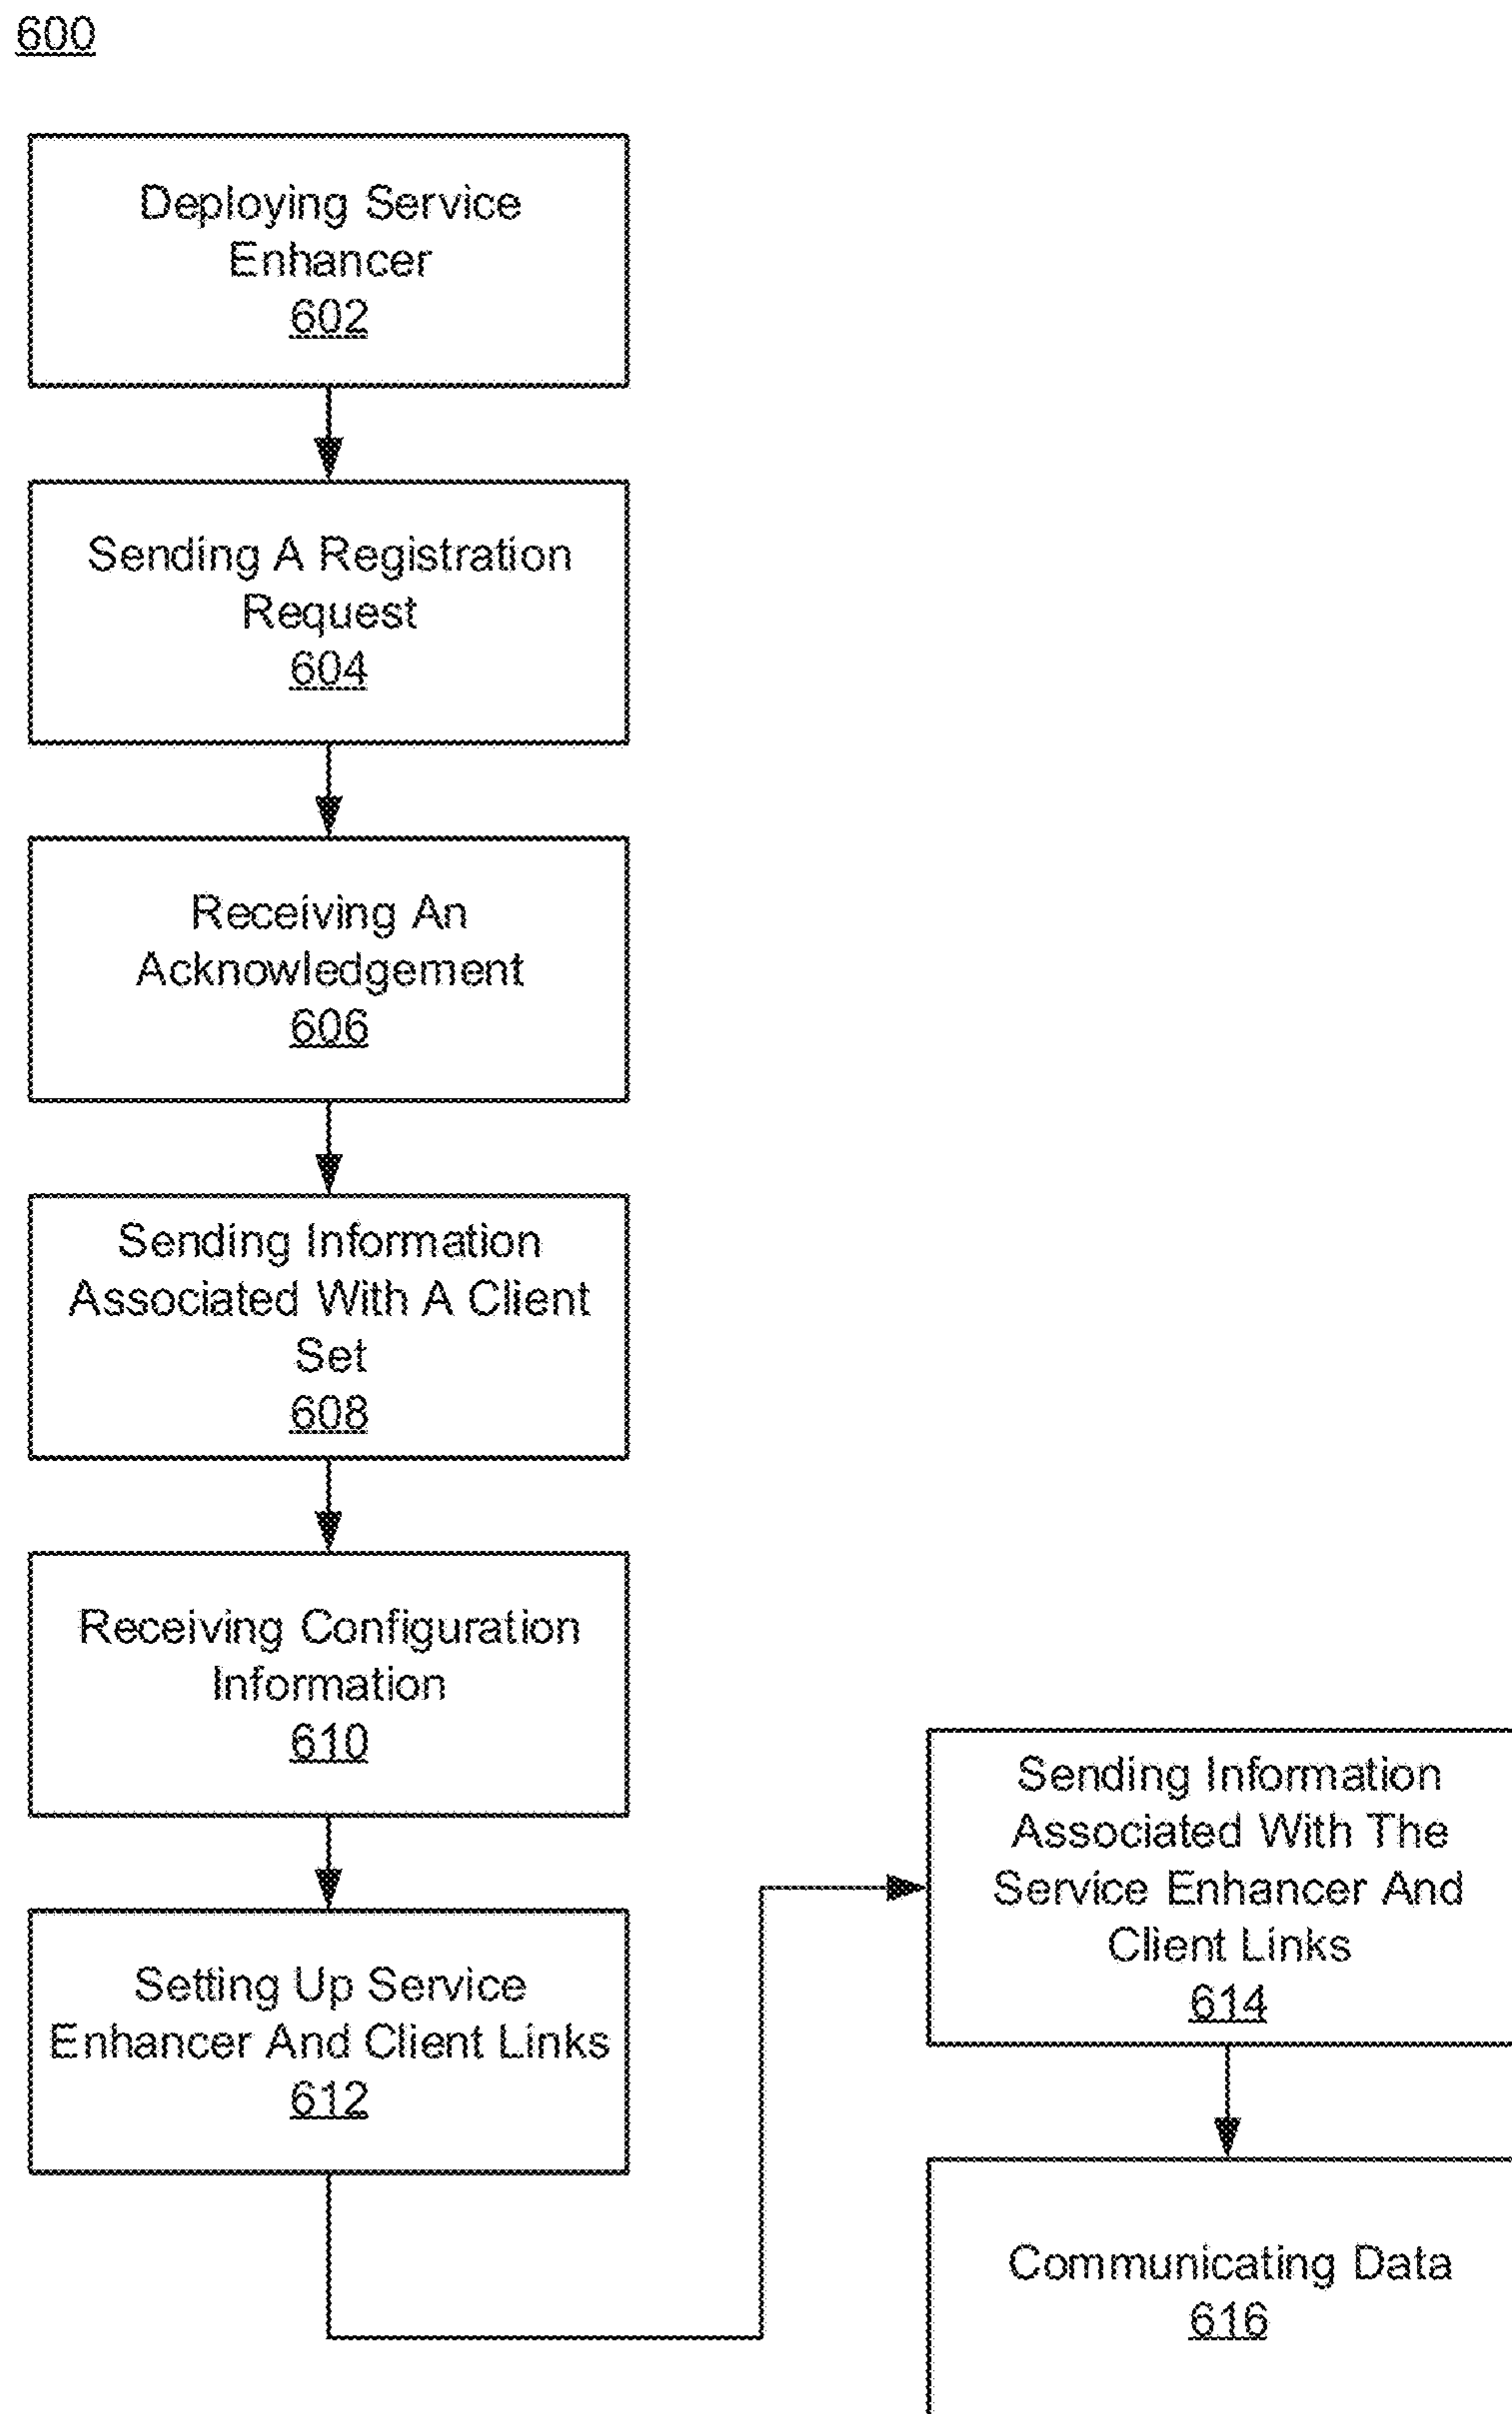 600
Deploying Service
Enhancer
602
Sending A Registration
Request
604
Receiving An
Acknowledgement
606
Sending Information
Associated With A Client
Set
608
Receiving Configuration
Information
610
Setting Up Service
Enhancer And Client Links
612
Sending Information
Associated With The
Service Enhancer And
Client Links
614
Communicating Data
616